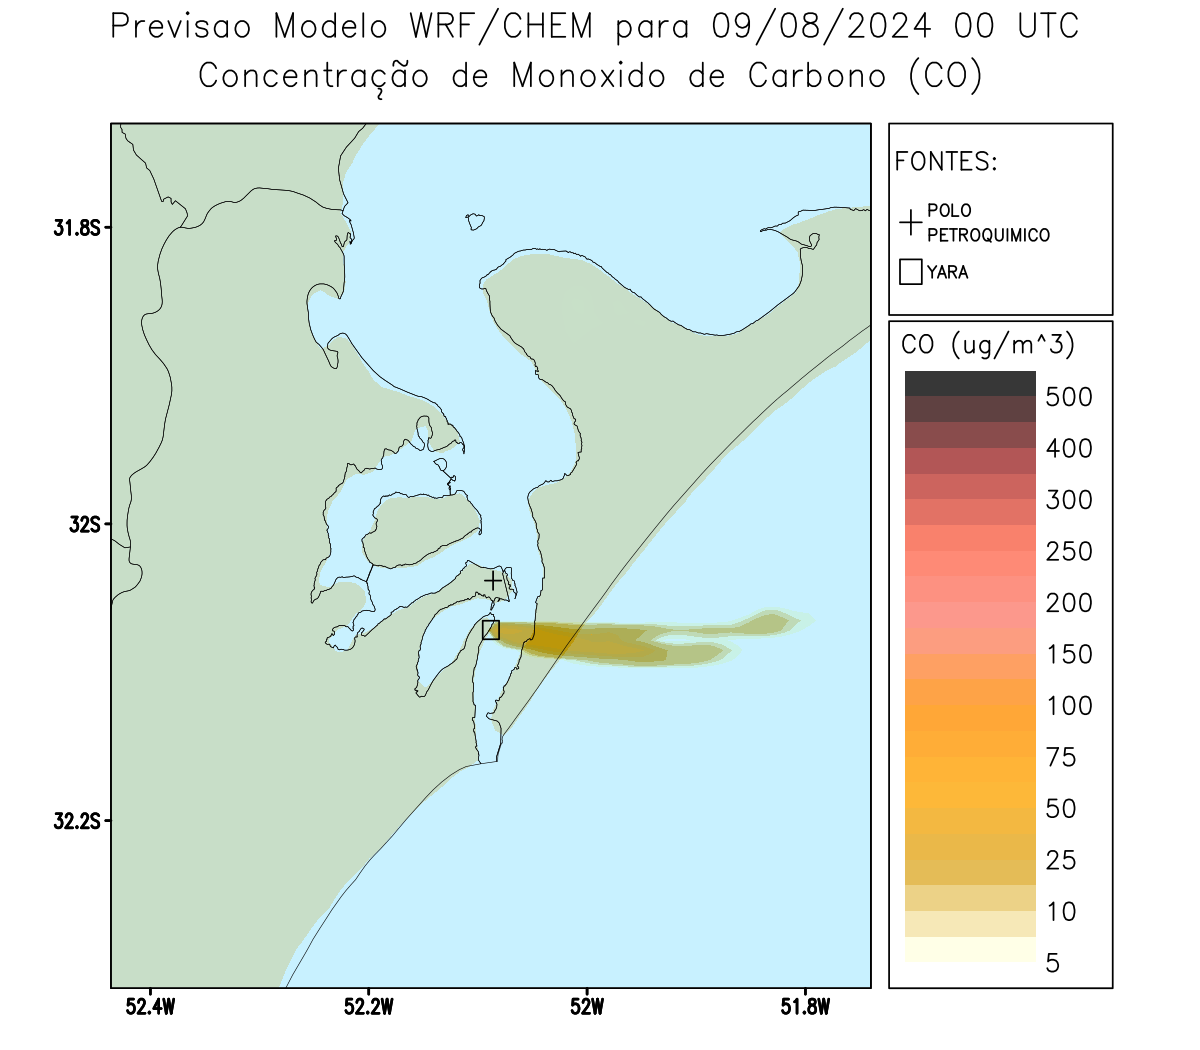 Previsao Modelo WRF/CHEM para 09/08/2024 00 UTC
Concentração de Monoxido de Carbono (CO)
FONTES:
POLO
PETROQUIMICO
YARA
CO (ug/m^3)
500
400
300
250
200
150
100
75
50
25
10
5
31.8S
32S
32.2S
52.4W
52.2W
52W
51.8W